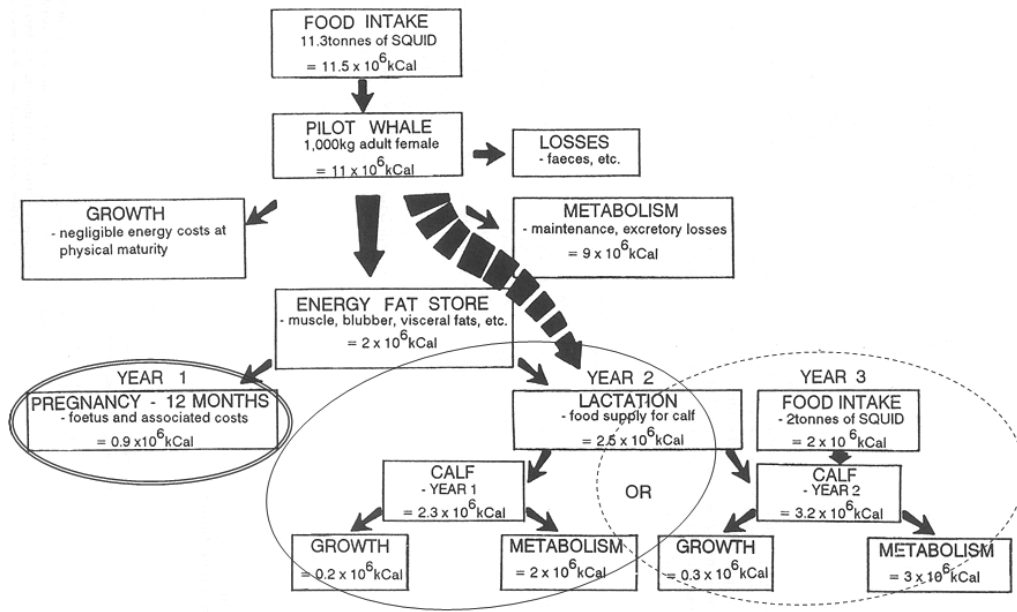 FOOD INTAKE
11.3tonnes of SQUID
= 11.5 x 10⁶kCal
PILOT WHALE
1,000kg adult female
= 11 x 10⁶kCal
LOSSES
- faeces, etc.
GROWTH
- negligible energy costs at
physical maturity
METABOLISM
- maintenance, excretory losses
= 9 x 10⁶kCal
ENERGY FAT STORE
- muscle, blubber, visceral fats, etc.
= 2 x 10⁶kCal
YEAR 1
PREGNANCY - 12 MONTHS
- foetus and associated costs
= 0.9 x10⁶kCal
YEAR 2
LACTATION
- food supply for calf
= 2.5 x 10⁶kCal
YEAR 3
FOOD INTAKE
- 2tonnes of SQUID
= 2 x 10⁶kCal
CALF
- YEAR 1
= 2.3 x 10⁶kCal
OR
CALF
- YEAR 2
= 3.2 x 10⁶kCal
GROWTH
= 0.2 x 10⁶kCal
METABOLISM
= 2 x 10⁶kCal
GROWTH
= 0.3 x 10⁶kCal
METABOLISM
= 3 x 10⁶kCal